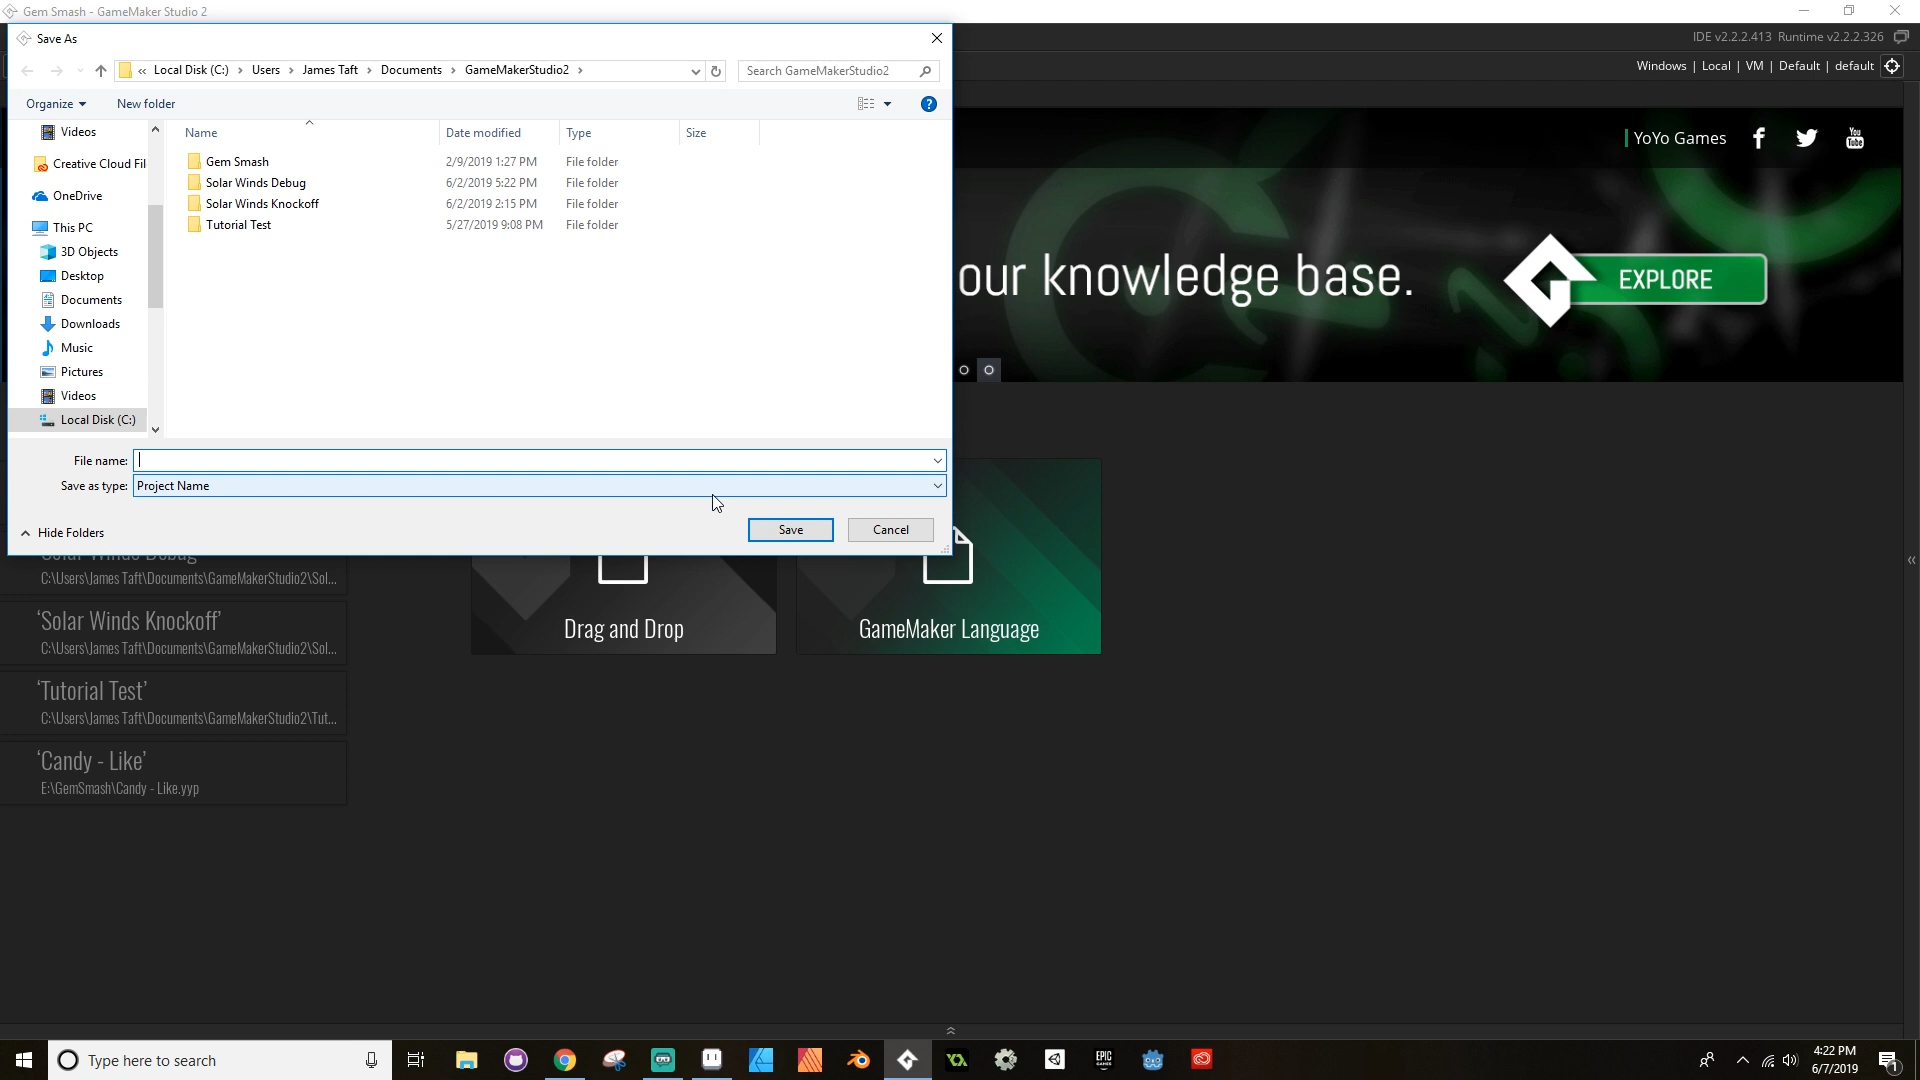 Gem Smash - GameMaker Studio 2
Save As
IDE v2.2.2.413 Runtime v2.2.2.326
« Local Disk (C:) › Users › James Taft › Documents › GameMakerStudio2 ›
Search GameMakerStudio2
Windows | Local | VM | Default | default
Organize
New folder
Name
Date modified
Type
Size
Videos
Creative Cloud Fil
OneDrive
This PC
3D Objects
Desktop
Documents
Downloads
Music
Pictures
Videos
Local Disk (C:)
Gem Smash 2/9/2019 1:27 PM File folder
Solar Winds Debug 6/2/2019 5:22 PM File folder
Solar Winds Knockoff 6/2/2019 2:15 PM File folder
Tutorial Test 5/27/2019 9:08 PM File folder
YoYo Games
You Tube
our knowledge base.
EXPLORE
File name:
Save as type: Project Name
Hide Folders
Save
Cancel
Solar Winds Debug
C:\Users\James Taft\Documents\GameMakerStudio2\Sol...
‘Solar Winds Knockoff’
C:\Users\James Taft\Documents\GameMakerStudio2\Sol...
‘Tutorial Test’
C:\Users\James Taft\Documents\GameMakerStudio2\Tut...
‘Candy - Like’
E:\GemSmash\Candy - Like.yyp
Drag and Drop
GameMaker Language
Type here to search
EPIC GAMES
4:22 PM
6/7/2019
1